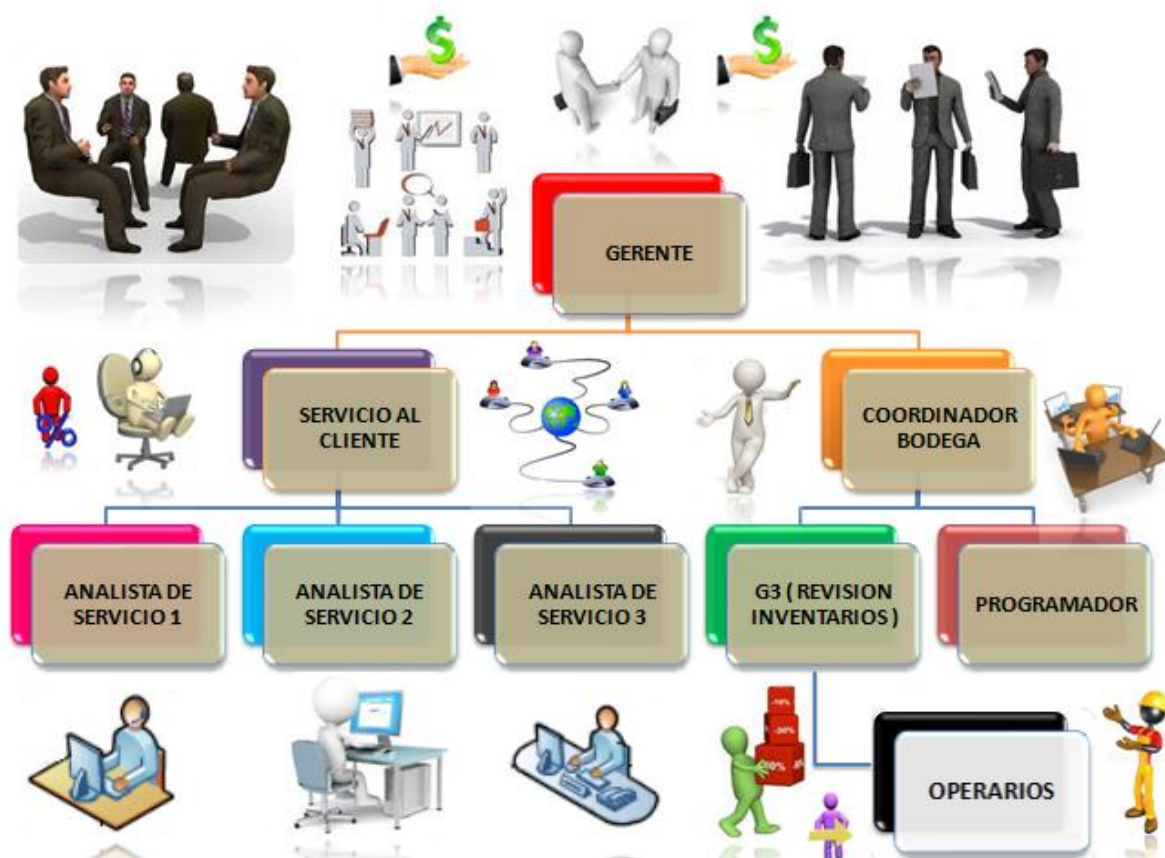 GERENTE
SERVICIO AL
CLIENTE
COORDINADOR
BODEGA
ANALISTA DE
SERVICIO 1
ANALISTA DE
SERVICIO 2
ANALISTA DE
SERVICIO 3
G3 ( REVISION
INVENTARIOS )
PROGRAMADOR
OPERARIOS